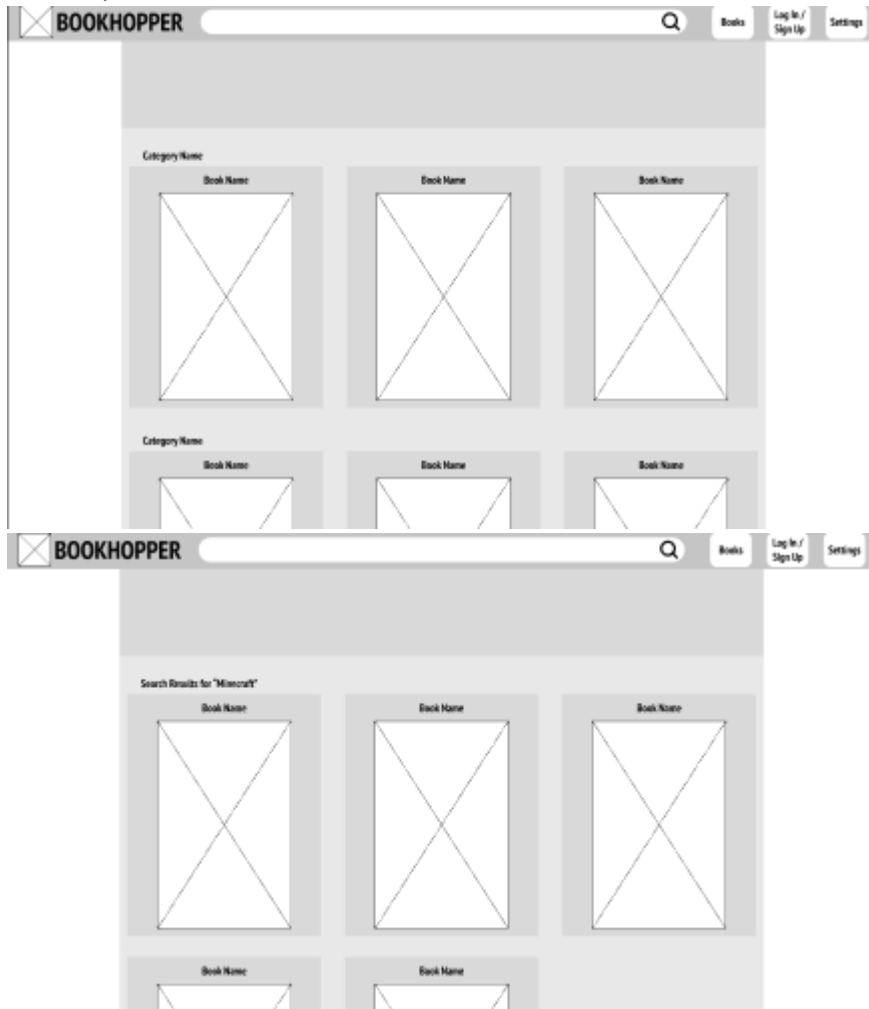 BOOKHOPPER
Books
Log In /
Sign Up
Settings
Category Name
Book Name Book Name Book Name
Category Name
Book Name Book Name Book Name
BOOKHOPPER
Books
Log In /
Sign Up
Settings
Search Results for "Minecraft"
Book Name Book Name Book Name
Book Name Book Name